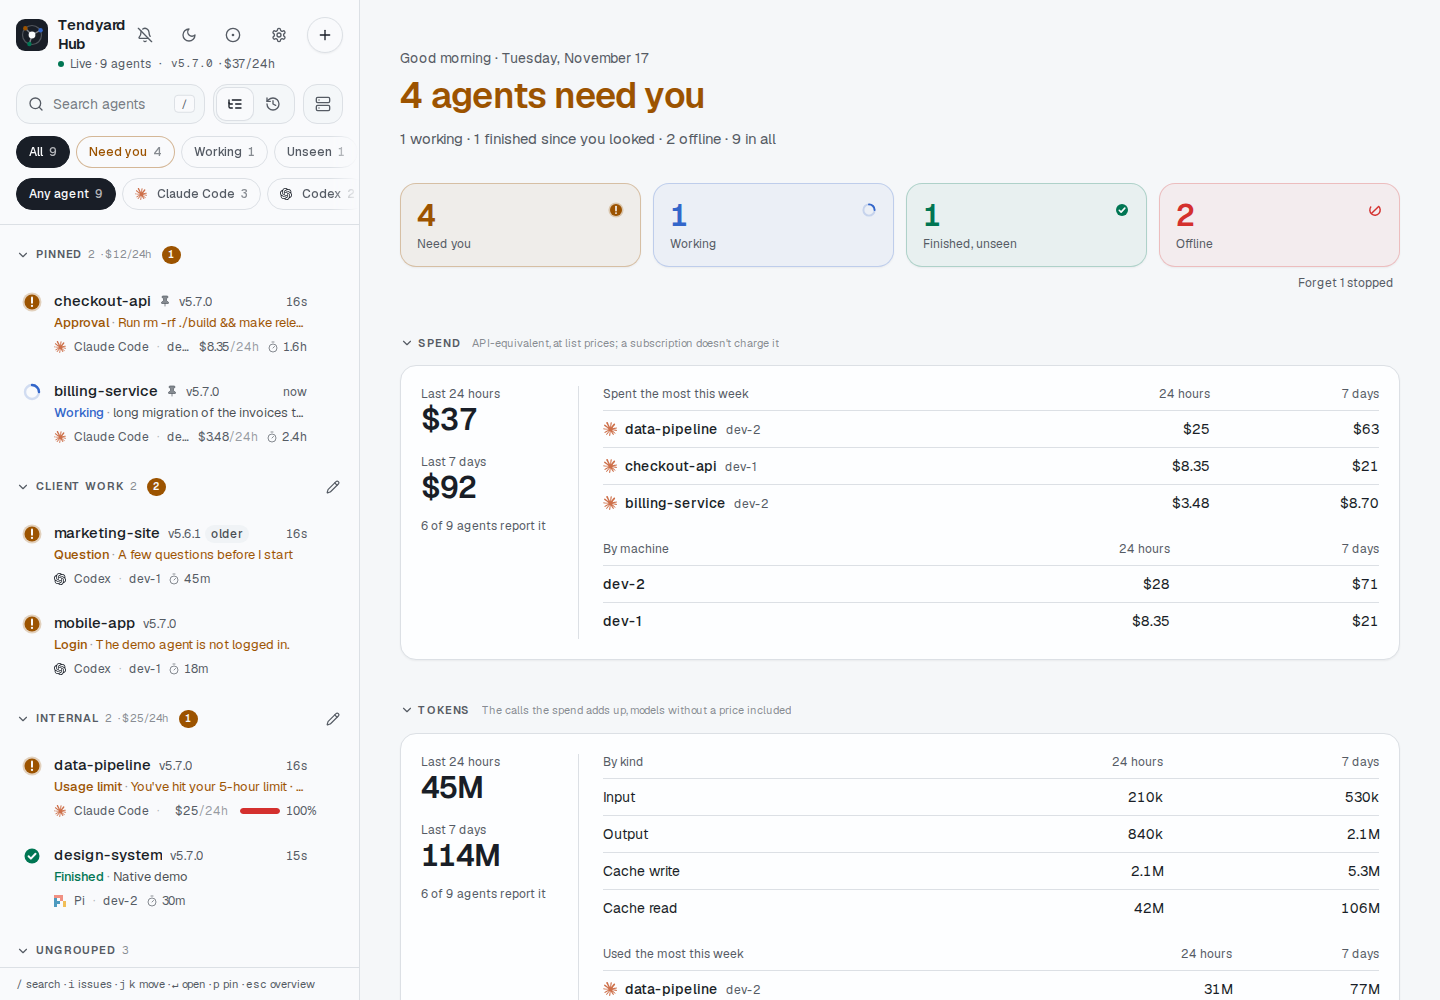 Tendyard
Hub
Live · 9 agents · v5.7.0 · $37/24h
Search agents /
All 9 Need you 4 Working 1 Unseen 1
Any agent 9 Claude Code 3 Codex 2
PINNED 2 · $12/24h 1
checkout-api v5.7.0 16s
Approval · Run rm -rf ./build && make rele...
Claude Code · de... $8.35/24h 1.6h
billing-service v5.7.0 now
Working · long migration of the invoices t...
Claude Code · de... $3.48/24h 2.4h
CLIENT WORK 2 2
marketing-site v5.6.1 older 16s
Question · A few questions before I start
Codex · dev-1 45m
mobile-app v5.7.0
Login · The demo agent is not logged in.
Codex · dev-1 18m
INTERNAL 2 · $25/24h 1
data-pipeline v5.7.0 16s
Usage limit · You've hit your 5-hour limit · ...
Claude Code · $25/24h 100%
design-system v5.7.0 15s
Finished · Native demo
Pi · dev-2 30m
UNGROUPED 3
/ search · i issues · j k move · ↵ open · p pin · esc overview
Good morning · Tuesday, November 17
4 agents need you
1 working · 1 finished since you looked · 2 offline · 9 in all
4
Need you
1
Working
1
Finished, unseen
2
Offline
Forget 1 stopped
SPEND API-equivalent, at list prices; a subscription doesn't charge it
Last 24 hours
$37
Last 7 days
$92
6 of 9 agents report it
Spent the most this week 24 hours 7 days
data-pipeline dev-2 $25 $63
checkout-api dev-1 $8.35 $21
billing-service dev-2 $3.48 $8.70
By machine 24 hours 7 days
dev-2 $28 $71
dev-1 $8.35 $21
TOKENS The calls the spend adds up, models without a price included
Last 24 hours
45M
Last 7 days
114M
6 of 9 agents report it
By kind 24 hours 7 days
Input 210k 530k
Output 840k 2.1M
Cache write 2.1M 5.3M
Cache read 42M 106M
Used the most this week 24 hours 7 days
data-pipeline dev-2 31M 77M